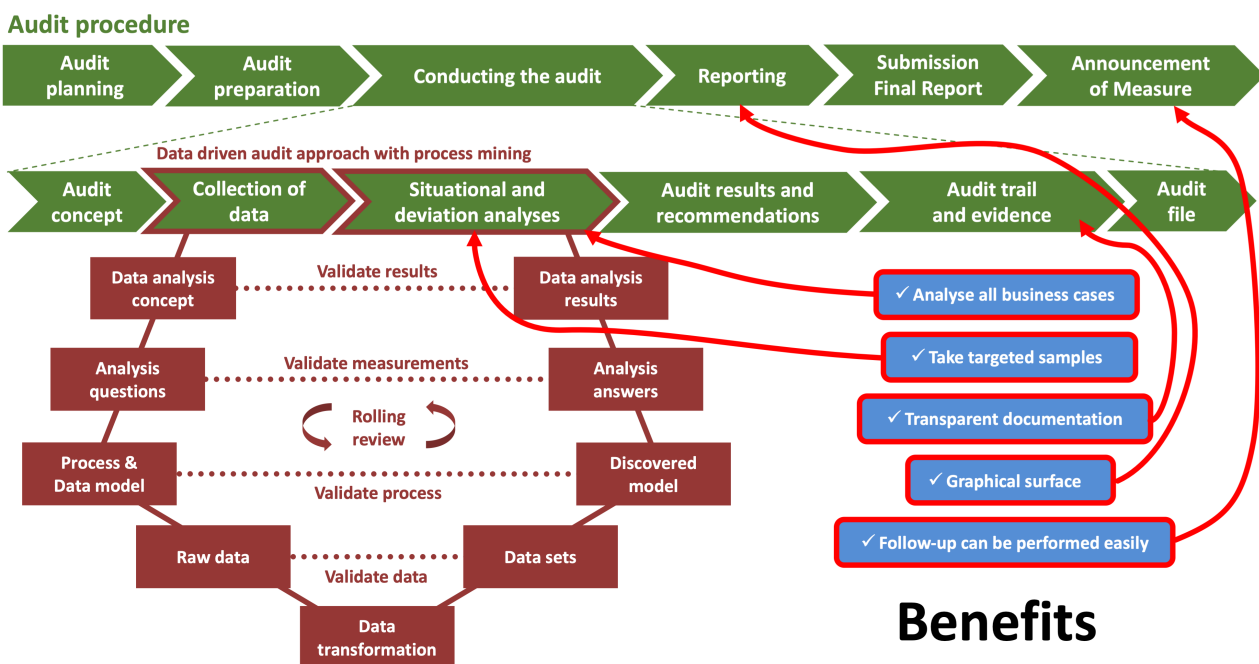 Audit procedure
Audit
planning
Audit
preparation
Conducting the audit
Reporting
Submission
Final Report
Announcement
of Measure
Data driven audit approach with process mining
Audit
concept
Collection of
data
Situational and
deviation analyses
Audit results and
recommendations
Audit trail
and evidence
Audit
file
Data analysis
concept
Validate results
Data analysis
results
✓ Analyse all business cases
Analysis
questions
Validate measurements
Analysis
answers
✓ Take targeted samples
Rolling
review
✓ Transparent documentation
Process &
Data model
Validate process
Discovered
model
✓ Graphical surface
Raw data
Validate data
Data sets
✓ Follow-up can be performed easily
Data
transformation
Benefits